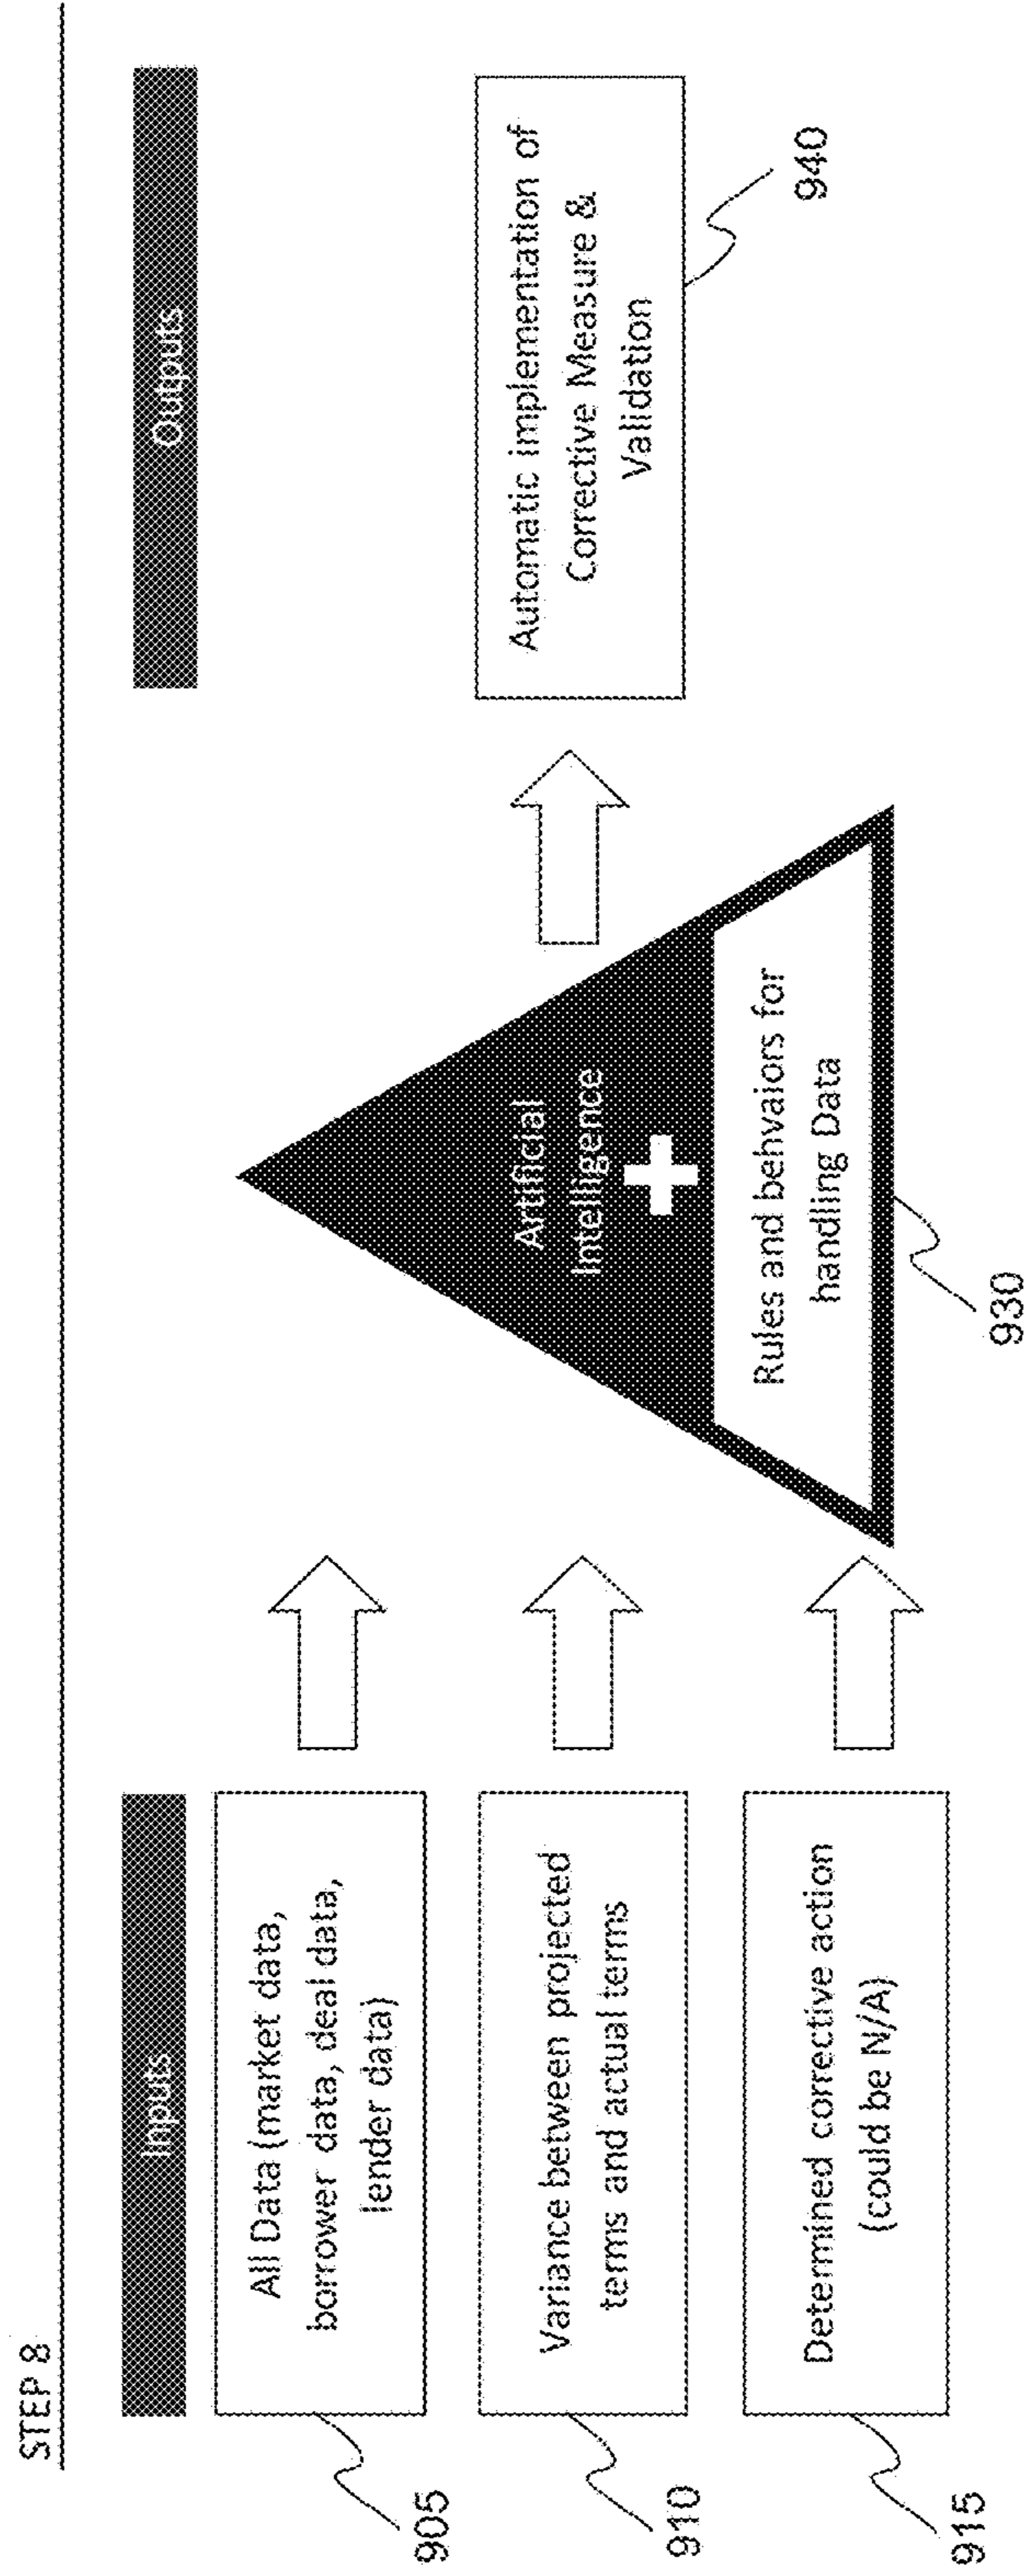 STEP 8
Inputs
Outputs
All Data (market data,
borrower data, deal data,
lender data)
905
Variance between projected
terms and actual terms
910
Determined corrective action
(could be N/A)
915
Artificial
Intelligence
Rules and behvaiors for
handling Data
930
Automatic implementation of
Corrective Measure &
Validation
940